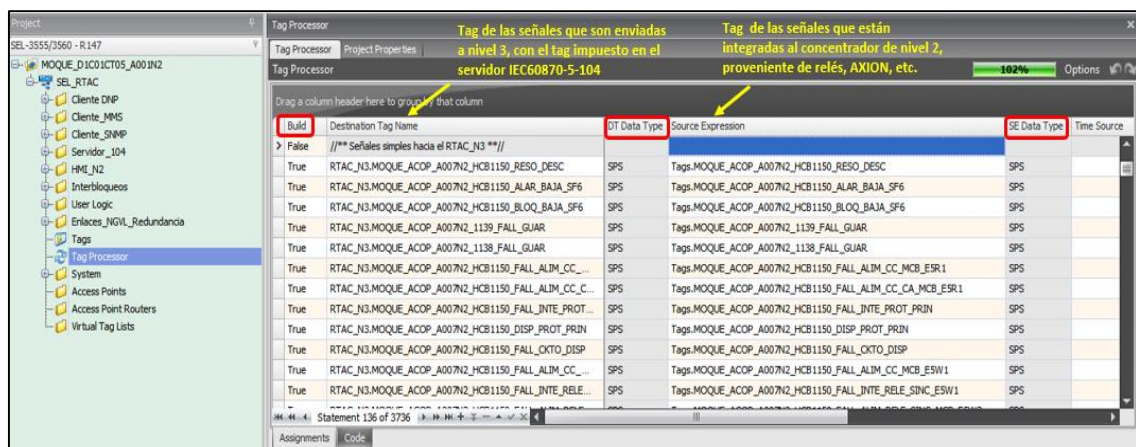 Project
SEL-3555/3560 - R147
MOQUE_D1C01CT05_A001N2
SEL_RTAC
Cliente DNP
Cliente_MMS
Cliente_SNMP
Servidor_104
HMI_N2
Interbloqueos
User Logic
Enlaces_NGVL_Redundancia
Tags
Tag Processor
System
Access Points
Access Point Routers
Virtual Tag Lists
Tag Processor
Tag de las señales que son enviadas
a nivel 3, con el tag impuesto en el
servidor IEC60870-5-104
Tag de las señales que están
integradas al concentrador de nivel 2,
proveniente de relés, AXION, etc.
Tag Processor Project Properties
Tag Processor 102% Options
Drag a column header here to group by that column
Build Destination Tag Name DT Data Type Source Expression SE Data Type Time Source
False //** Señales simples hacia el RTAC_N3 **//
True RTAC_N3.MOQUE_ACOP_A007N2_HCB1150_RESO_DESC SPS Tags.MOQUE_ACOP_A007N2_HCB1150_RESO_DESC SPS
True RTAC_N3.MOQUE_ACOP_A007N2_HCB1150_ALAR_BAJA_SF6 SPS Tags.MOQUE_ACOP_A007N2_HCB1150_ALAR_BAJA_SF6 SPS
True RTAC_N3.MOQUE_ACOP_A007N2_HCB1150_BLOQ_BAJA_SF6 SPS Tags.MOQUE_ACOP_A007N2_HCB1150_BLOQ_BAJA_SF6 SPS
True RTAC_N3.MOQUE_ACOP_A007N2_1139_FALL_GUAR SPS Tags.MOQUE_ACOP_A007N2_1139_FALL_GUAR SPS
True RTAC_N3.MOQUE_ACOP_A007N2_1138_FALL_GUAR SPS Tags.MOQUE_ACOP_A007N2_1138_FALL_GUAR SPS
True RTAC_N3.MOQUE_ACOP_A007N2_HCB1150_FALL_ALIM_CC_... SPS Tags.MOQUE_ACOP_A007N2_HCB1150_FALL_ALIM_CC_MCB_E5R1 SPS
True RTAC_N3.MOQUE_ACOP_A007N2_HCB1150_FALL_ALIM_CC_C... SPS Tags.MOQUE_ACOP_A007N2_HCB1150_FALL_ALIM_CC_CA_MCB_E5R1 SPS
True RTAC_N3.MOQUE_ACOP_A007N2_HCB1150_FALL_INTE_PROT... SPS Tags.MOQUE_ACOP_A007N2_HCB1150_FALL_INTE_PROT_PRIN SPS
True RTAC_N3.MOQUE_ACOP_A007N2_HCB1150_DISP_PROT_PRIN SPS Tags.MOQUE_ACOP_A007N2_HCB1150_DISP_PROT_PRIN SPS
True RTAC_N3.MOQUE_ACOP_A007N2_HCB1150_FALL_CKTO_DISP SPS Tags.MOQUE_ACOP_A007N2_HCB1150_FALL_CKTO_DISP SPS
True RTAC_N3.MOQUE_ACOP_A007N2_HCB1150_FALL_ALIM_CC_... SPS Tags.MOQUE_ACOP_A007N2_HCB1150_FALL_ALIM_CC_MCB_E5W1 SPS
True RTAC_N3.MOQUE_ACOP_A007N2_HCB1150_FALL_INTE_RELE... SPS Tags.MOQUE_ACOP_A007N2_HCB1150_FALL_INTE_RELE_SINC_E5W1 SPS
Statement 136 of 3736
Assignments Code